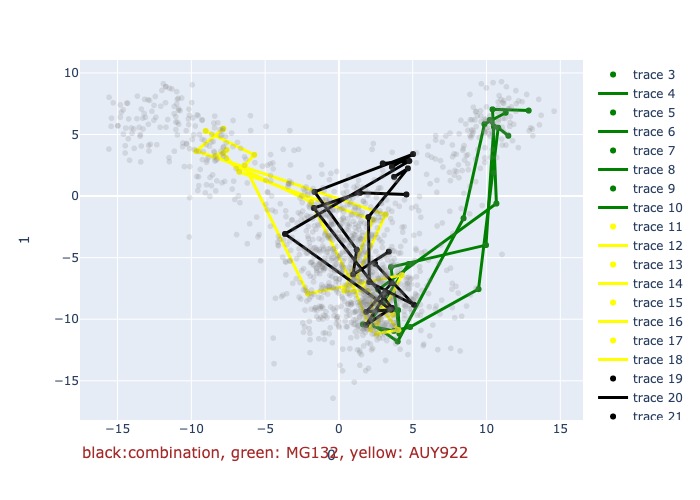 10
5
0
−5
−10
−15
1
−15
−10
−5
0
5
10
15
0
black:combination, green: MG132, yellow: AUY922
trace 3
trace 4
trace 5
trace 6
trace 7
trace 8
trace 9
trace 10
trace 11
trace 12
trace 13
trace 14
trace 15
trace 16
trace 17
trace 18
trace 19
trace 20
trace 21